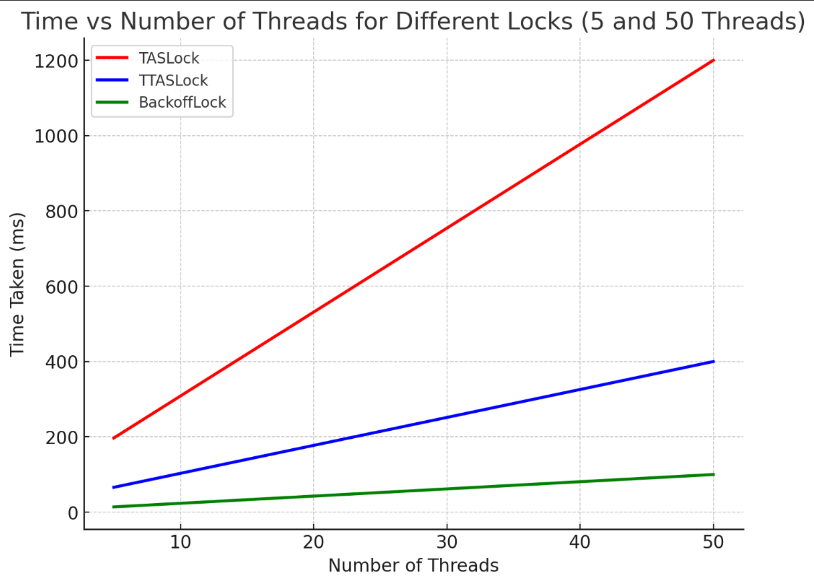 Time vs Number of Threads for Different Locks (5 and 50 Threads)
TASLock
TTASLock
BackoffLock
1200
1000
800
600
400
200
0
Time Taken (ms)
10 20 30 40 50
Number of Threads